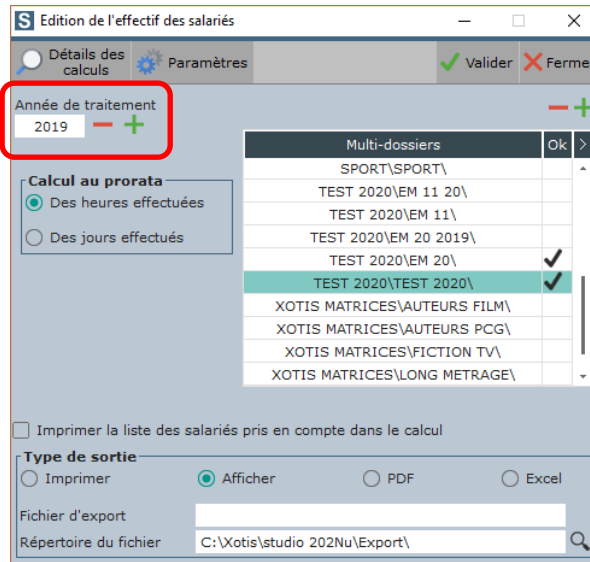 S Edition de l'effectif des salariés
Détails des
calculs
Paramètres
Valider
Ferme
Année de traitement
2019
Calcul au prorata
Des heures effectuées
Des jours effectués
Multi-dossiers Ok >
SPORT\SPORT\
TEST 2020\EM 11 20\
TEST 2020\EM 11\
TEST 2020\EM 20 2019\
TEST 2020\EM 20\
TEST 2020\TEST 2020\
XOTIS MATRICES\AUTEURS FILM\
XOTIS MATRICES\AUTEURS PCG\
XOTIS MATRICES\FICTION TV\
XOTIS MATRICES\LONG METRAGE\
Imprimer la liste des salariés pris en compte dans le calcul
Type de sortie
Imprimer Afficher PDF Excel
Fichier d'export
Répertoire du fichier C:\Xotis\studio 202Nu\Export\